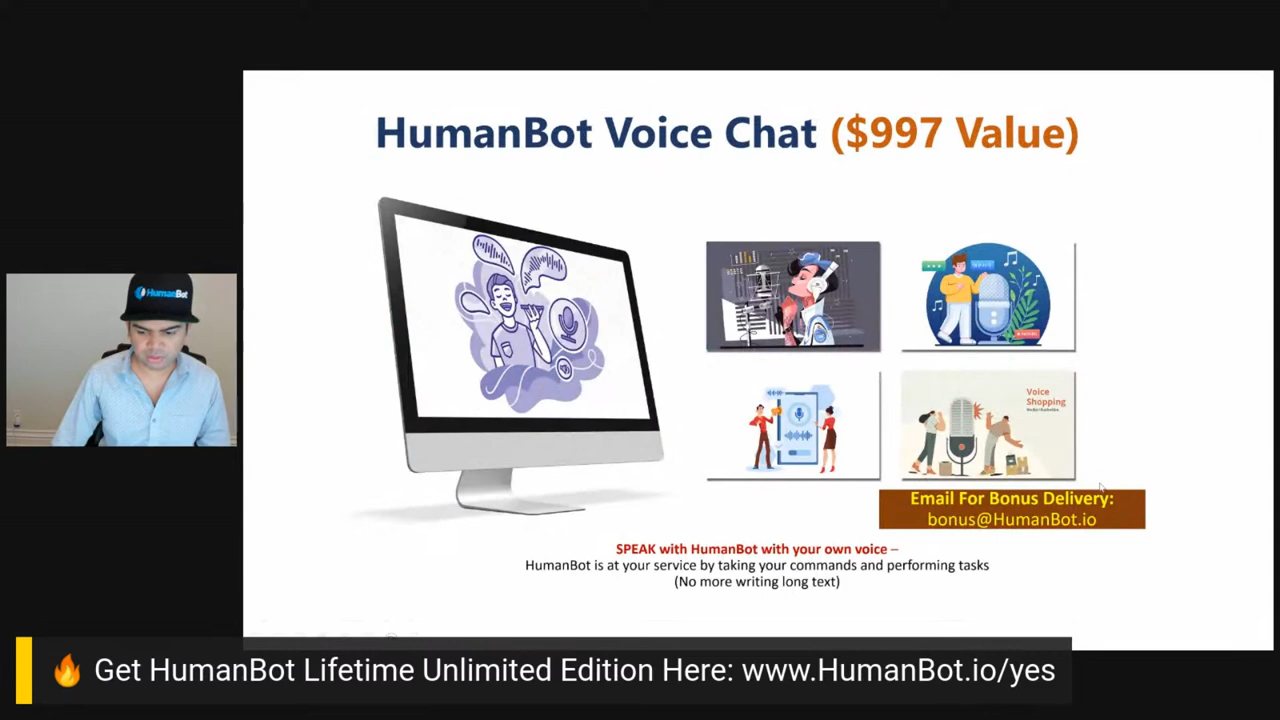 HumanBot Voice Chat ($997 Value)
HumanBot
Voice
Shopping
Email For Bonus Delivery:
bonus@HumanBot.io
SPEAK with HumanBot with your own voice –
HumanBot is at your service by taking your commands and performing tasks
(No more writing long text)
🔥 Get HumanBot Lifetime Unlimited Edition Here: www.HumanBot.io/yes